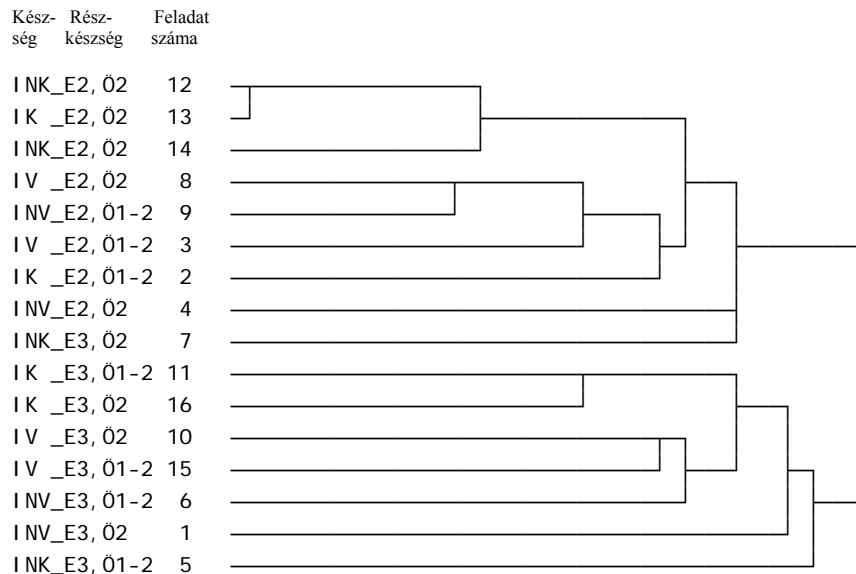 Kész- Rész- Feladat
ség készség száma
INK_E2,Ö2 12
IK _E2,Ö2 13
INK_E2,Ö2 14
IV _E2,Ö2 8
INV_E2,Ö1-2 9
IV _E2,Ö1-2 3
IK _E2,Ö1-2 2
INV_E2,Ö2 4
INK_E3,Ö2 7
IK _E3,Ö1-2 11
IK _E3,Ö2 16
IV _E3,Ö2 10
IV _E3,Ö1-2 15
INV_E3,Ö1-2 6
INV_E3,Ö2 1
INK_E3,Ö1-2 5